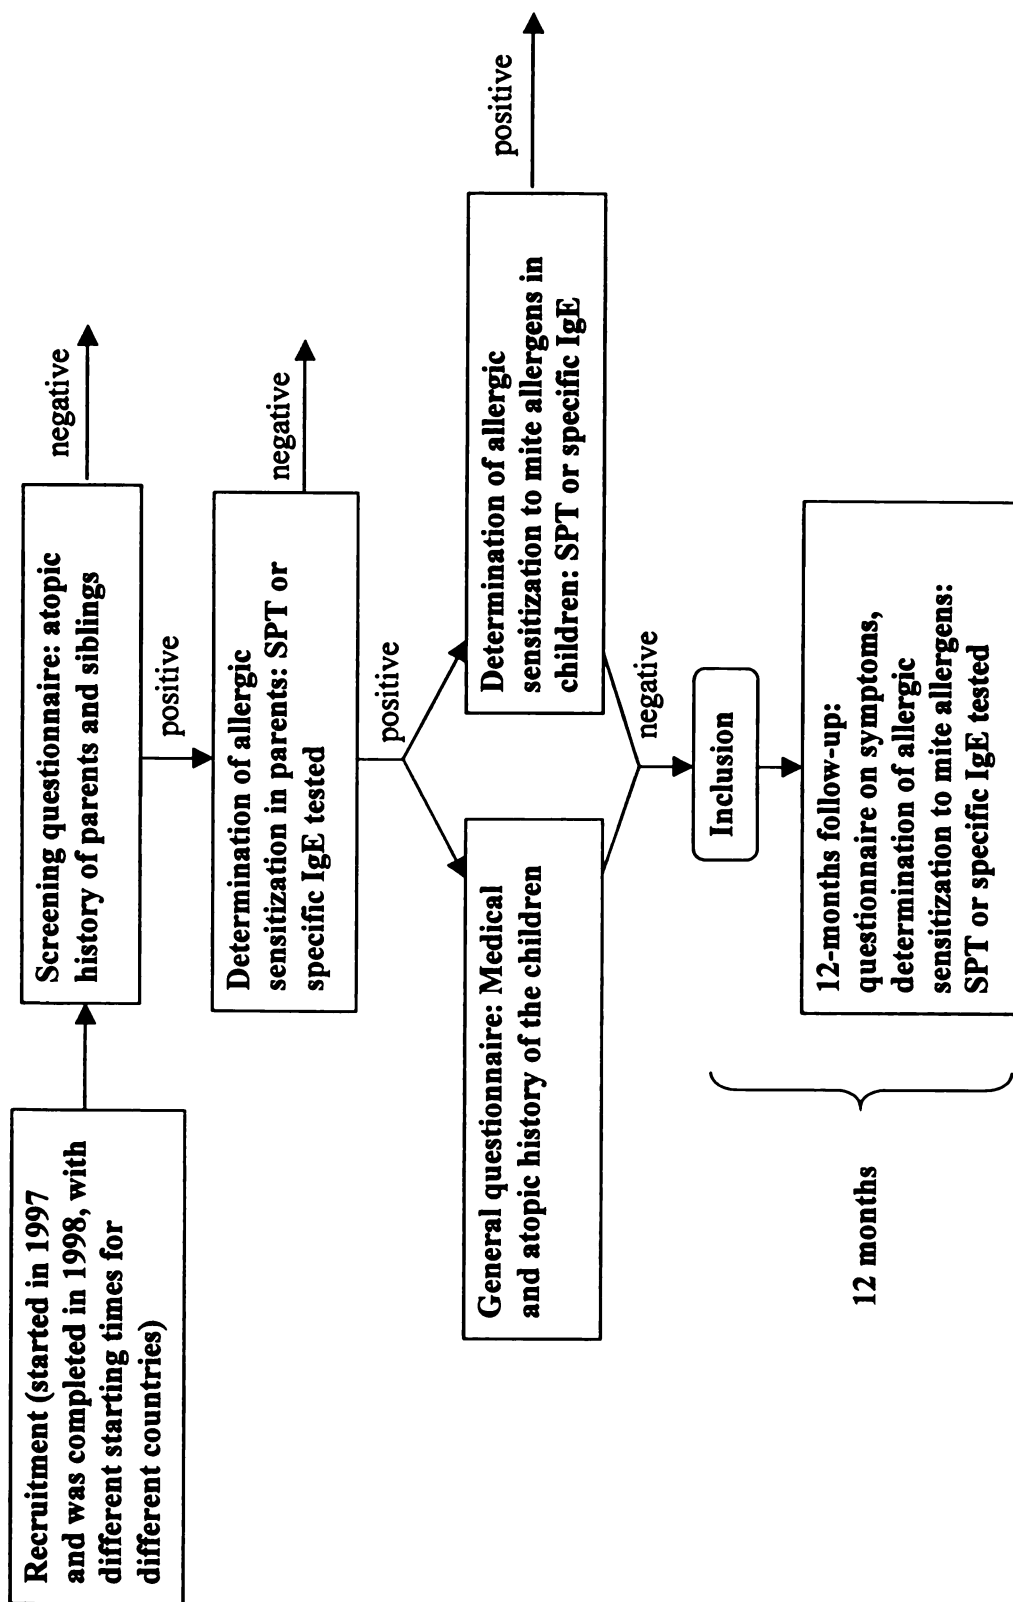 Recruitment (started in 1997
and was completed in 1998, with
different starting times for
different countries)
Screening questionnaire: atopic
history of parents and siblings
negative
positive
Determination of allergic
sensitization in parents: SPT or
specific IgE tested
negative
positive
General questionnaire: Medical
and atopic history of the children
Determination of allergic
sensitization to mite allergens in
children: SPT or specific IgE
positive
negative
Inclusion
12 months
12-months follow-up:
questionnaire on symptoms,
determination of allergic
sensitization to mite allergens:
SPT or specific IgE tested